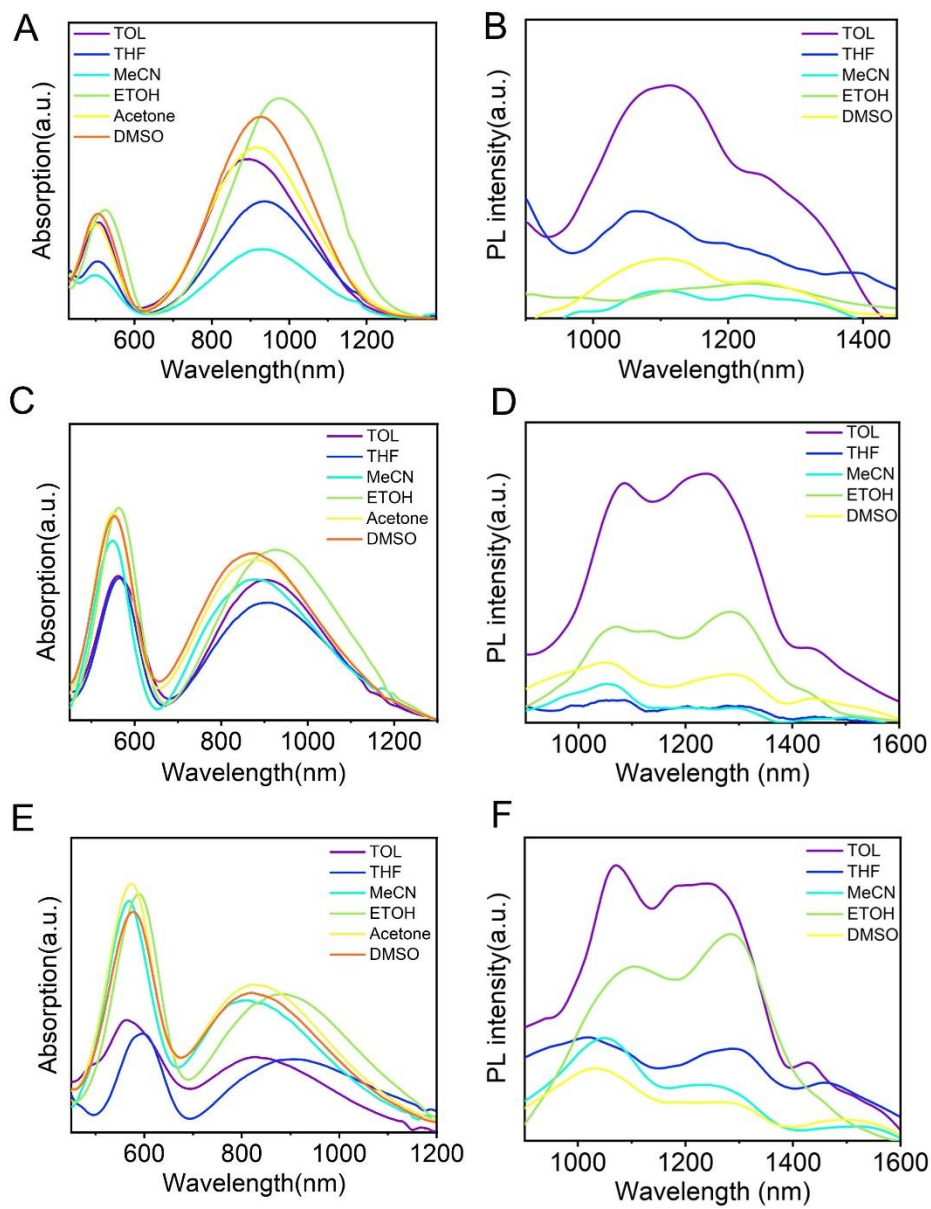 A
TOL
THF
MeCN
ETOH
Acetone
DMSO
Absorption(a.u.)
600 800 1000 1200
Wavelength(nm)
B
TOL
THF
MeCN
ETOH
DMSO
PL intensity(a.u.)
1000 1200 1400
Wavelength(nm)
C
TOL
THF
MeCN
ETOH
Acetone
DMSO
Absorption(a.u.)
600 800 1000 1200
Wavelength(nm)
D
TOL
THF
MeCN
ETOH
DMSO
PL intensity(a.u.)
1000 1200 1400 1600
Wavelength (nm)
E
TOL
THF
MeCN
ETOH
Acetone
DMSO
Absorption(a.u.)
600 800 1000 1200
Wavelength(nm)
F
TOL
THF
MeCN
ETOH
DMSO
PL intensity(a.u.)
1000 1200 1400 1600
Wavelength (nm)